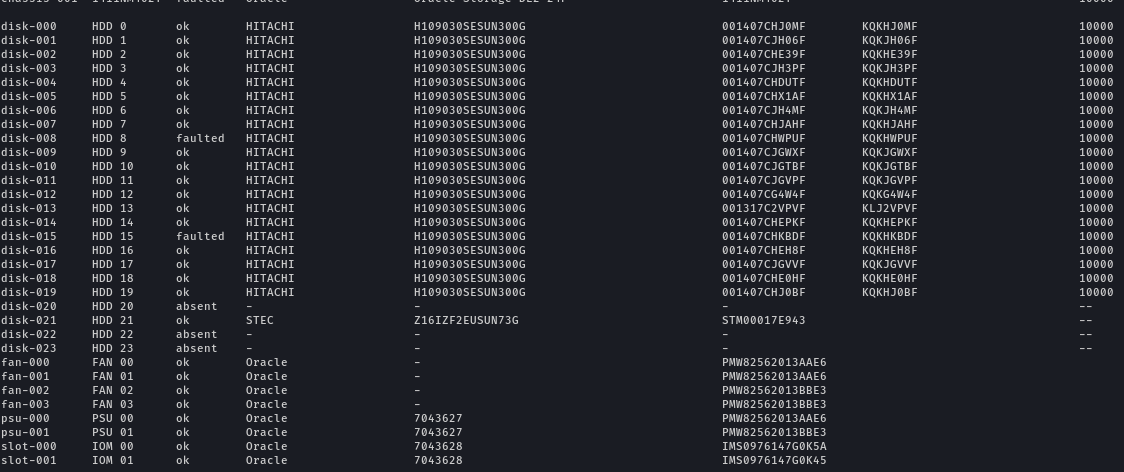 disk-000 HDD 0 ok HITACHI H109030SESUN300G 001407CHJ0MF KQKHJ0MF 10000
disk-001 HDD 1 ok HITACHI H109030SESUN300G 001407CJH06F KQKJH06F 10000
disk-002 HDD 2 ok HITACHI H109030SESUN300G 001407CHE39F KQKHE39F 10000
disk-003 HDD 3 ok HITACHI H109030SESUN300G 001407CJH3PF KQKJH3PF 10000
disk-004 HDD 4 ok HITACHI H109030SESUN300G 001407CHDUTF KQKHDUTF 10000
disk-005 HDD 5 ok HITACHI H109030SESUN300G 001407CHX1AF KQKHX1AF 10000
disk-006 HDD 6 ok HITACHI H109030SESUN300G 001407CJH4MF KQKJH4MF 10000
disk-007 HDD 7 ok HITACHI H109030SESUN300G 001407CHJAHF KQKHJAHF 10000
disk-008 HDD 8 faulted HITACHI H109030SESUN300G 001407CHWPUF KQKHWPUF 10000
disk-009 HDD 9 ok HITACHI H109030SESUN300G 001407CJGWXF KQKJGWXF 10000
disk-010 HDD 10 ok HITACHI H109030SESUN300G 001407CJGTBF KQKJGTBF 10000
disk-011 HDD 11 ok HITACHI H109030SESUN300G 001407CJGVPF KQKJGVPF 10000
disk-012 HDD 12 ok HITACHI H109030SESUN300G 001407CG4W4F KQKG4W4F 10000
disk-013 HDD 13 ok HITACHI H109030SESUN300G 001317C2VPVF KLJ2VPVF 10000
disk-014 HDD 14 ok HITACHI H109030SESUN300G 001407CHEPKF KQKHEPKF 10000
disk-015 HDD 15 faulted HITACHI H109030SESUN300G 001407CHKBDF KQKHKBDF 10000
disk-016 HDD 16 ok HITACHI H109030SESUN300G 001407CHEH8F KQKHEH8F 10000
disk-017 HDD 17 ok HITACHI H109030SESUN300G 001407CJGVVF KQKJGVVF 10000
disk-018 HDD 18 ok HITACHI H109030SESUN300G 001407CHE0HF KQKHE0HF 10000
disk-019 HDD 19 ok HITACHI H109030SESUN300G 001407CHJ0BF KQKHJ0BF 10000
disk-020 HDD 20 absent - - - --
disk-021 HDD 21 ok STEC Z16IZF2EUSUN73G STM00017E943 --
disk-022 HDD 22 absent - - - --
disk-023 HDD 23 absent - - - --
fan-000 FAN 00 ok Oracle - PMW82562013AAE6
fan-001 FAN 01 ok Oracle - PMW82562013AAE6
fan-002 FAN 02 ok Oracle - PMW82562013BBE3
fan-003 FAN 03 ok Oracle - PMW82562013BBE3
psu-000 PSU 00 ok Oracle 7043627 PMW82562013AAE6
psu-001 PSU 01 ok Oracle 7043627 PMW82562013BBE3
slot-000 IOM 00 ok Oracle 7043628 IMS0976147G0K5A
slot-001 IOM 01 ok Oracle 7043628 IMS0976147G0K45